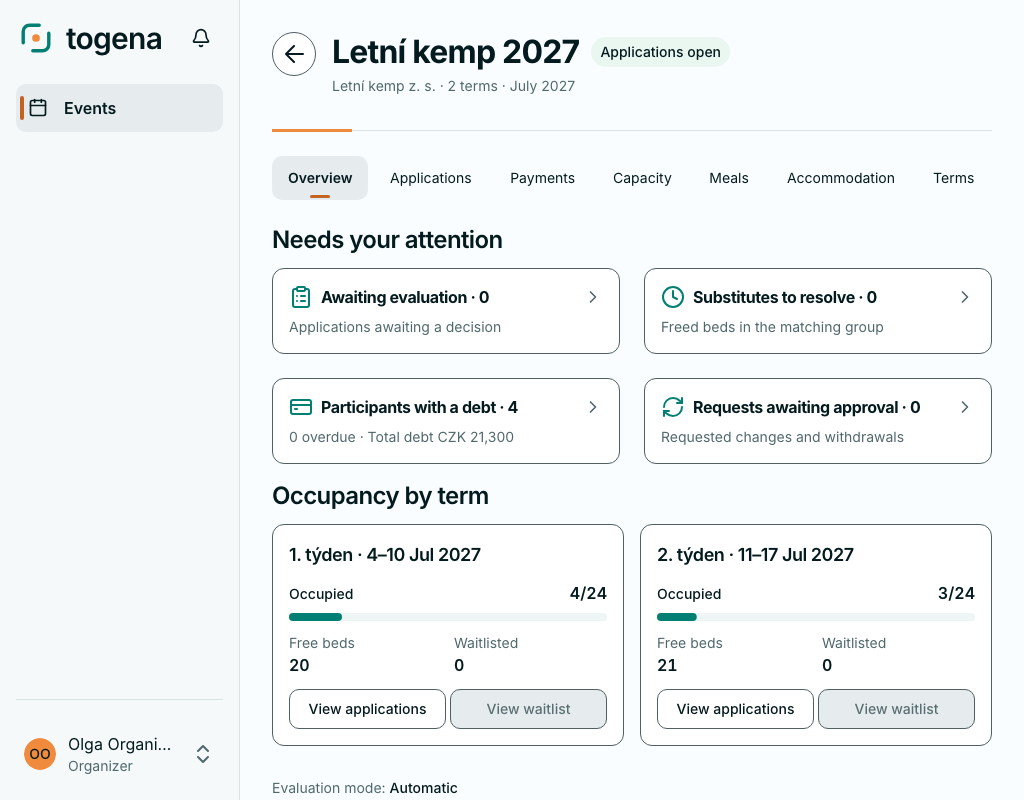 togena
Events
Letní kemp 2027
Applications open
Letní kemp z. s. · 2 terms · July 2027
Overview
Applications
Payments
Capacity
Meals
Accommodation
Terms
Needs your attention
Awaiting evaluation · 0
Applications awaiting a decision
Substitutes to resolve · 0
Freed beds in the matching group
Participants with a debt · 4
0 overdue · Total debt CZK 21,300
Requests awaiting approval · 0
Requested changes and withdrawals
Occupancy by term
1. týden · 4–10 Jul 2027
Occupied 4/24
Free beds Waitlisted
20 0
View applications View waitlist
2. týden · 11–17 Jul 2027
Occupied 3/24
Free beds Waitlisted
21 0
View applications View waitlist
Evaluation mode: Automatic
OO
Olga Organi...
Organizer